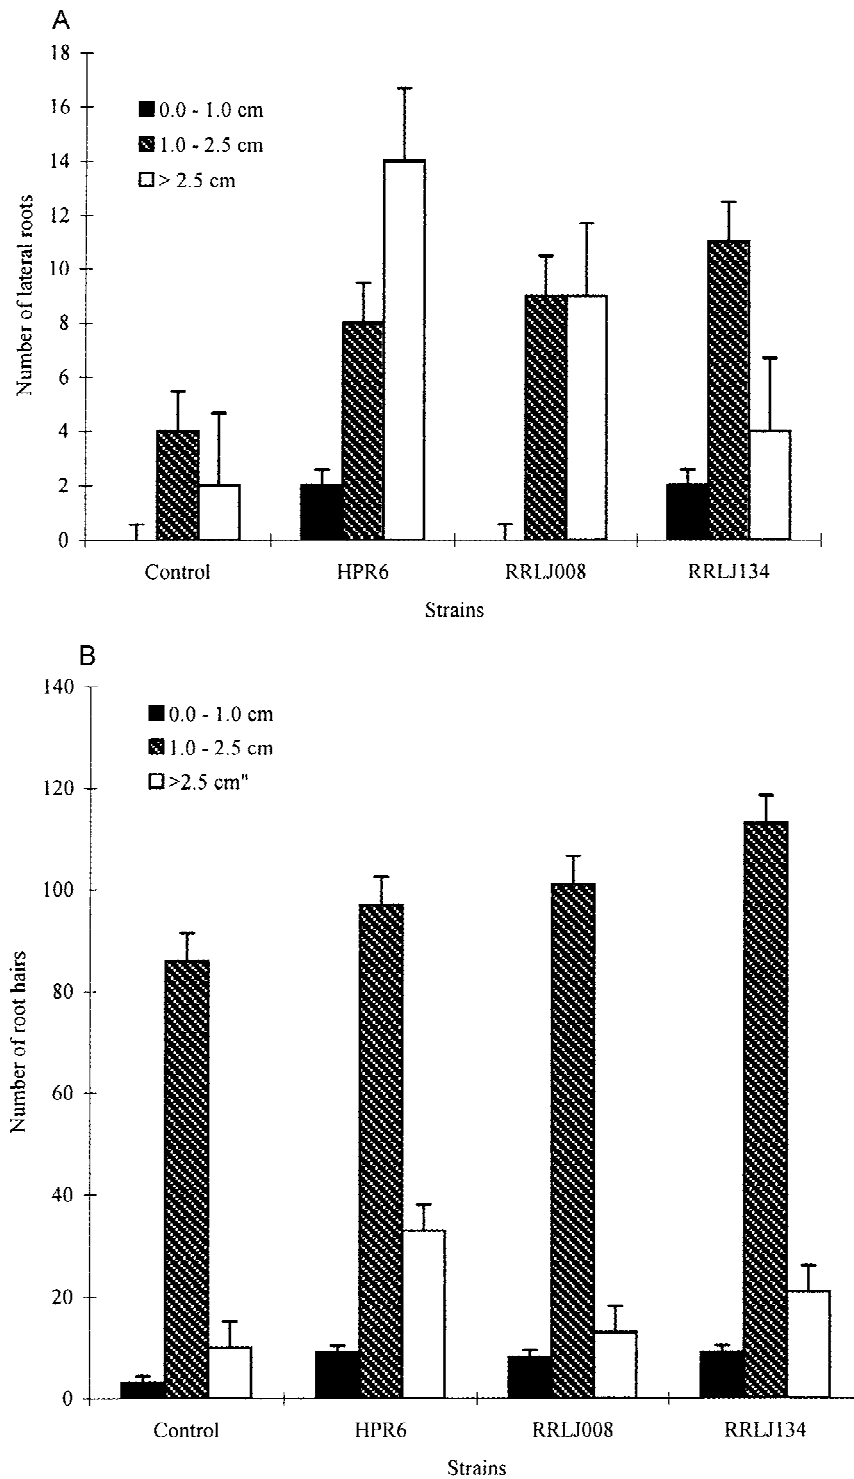 A
18
16
14
12
10
8
6
4
2
0
Number of lateral roots
0.0 - 1.0 cm
1.0 - 2.5 cm
> 2.5 cm
Control HPR6 RRLJ008 RRLJ134
Strains
B
140
120
100
80
60
40
20
0
Number of root hairs
0.0 - 1.0 cm
1.0 - 2.5 cm
>2.5 cm"
Control HPR6 RRLJ008 RRLJ134
Strains